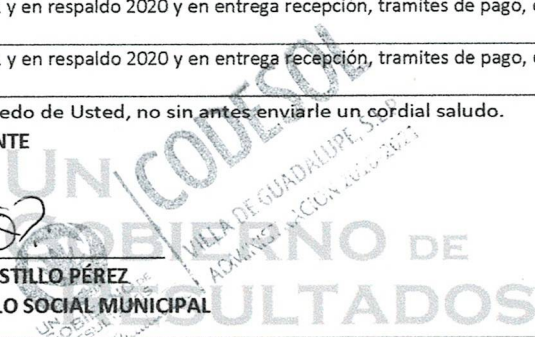 y en respaldo 2020 y en entrega recepción, tramites de pago,
y en respaldo 2020 y en entrega recepción, tramites de pago,
edo de Usted, no sin antes enviarle un cordial saludo.
NTE
CODESOL
VILLA DE GUADALUPE, S.L.P.
ADMINISTRACION
UN
GOBIERNO DE
RESULTADOS
STILLO PÉREZ
LO SOCIAL MUNICIPAL